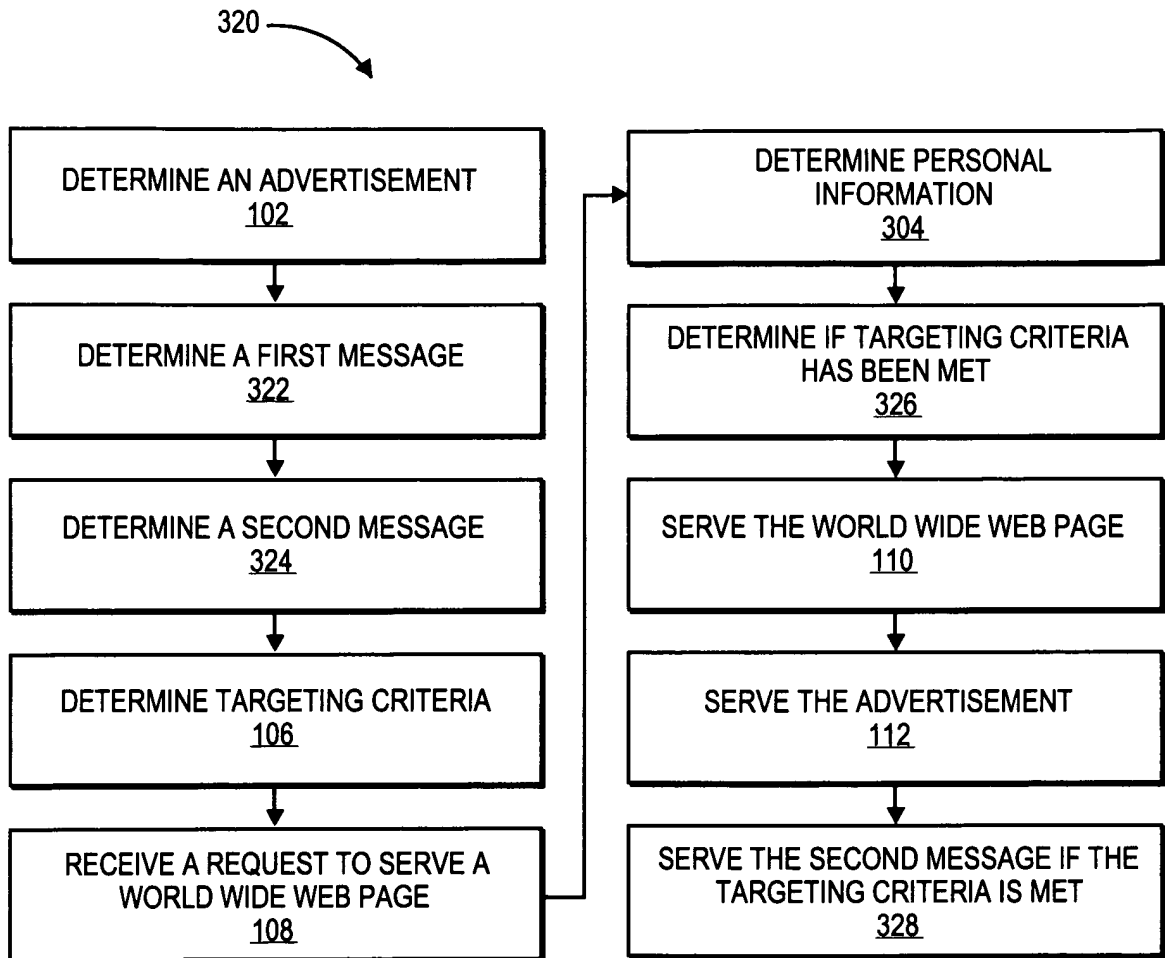 320
DETERMINE AN ADVERTISEMENT
102
DETERMINE A FIRST MESSAGE
322
DETERMINE A SECOND MESSAGE
324
DETERMINE TARGETING CRITERIA
106
RECEIVE A REQUEST TO SERVE A
WORLD WIDE WEB PAGE
108
DETERMINE PERSONAL
INFORMATION
304
DETERMINE IF TARGETING CRITERIA
HAS BEEN MET
326
SERVE THE WORLD WIDE WEB PAGE
110
SERVE THE ADVERTISEMENT
112
SERVE THE SECOND MESSAGE IF THE
TARGETING CRITERIA IS MET
328